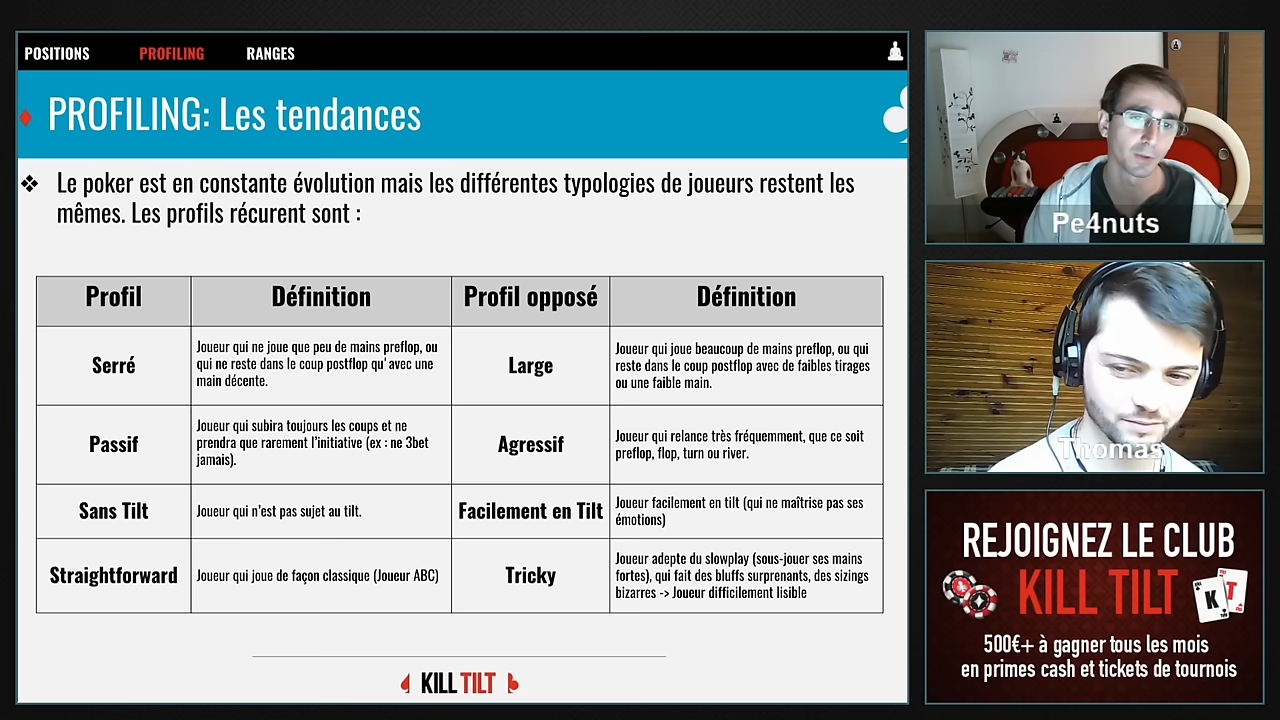 POSITIONS PROFILING RANGES
PROFILING: Les tendances
Le poker est en constante évolution mais les différentes typologies de joueurs restent les
mêmes. Les profils récurent sont :
Profil Définition Profil opposé Définition
Serré
Joueur qui ne joue que peu de mains preflop, ou
qui ne reste dans le coup postflop qu'avec une
main décente.
Large
Joueur qui joue beaucoup de mains preflop, ou qui
reste dans le coup postflop avec de faibles tirages
ou une faible main.
Passif
Joueur qui subira toujours les coups et ne
prendra que rarement l'initiative (ex : ne 3bet
jamais).
Agressif
Joueur qui relance très fréquemment, que ce soit
preflop, flop, turn ou river.
Sans Tilt
Joueur qui n'est pas sujet au tilt.
Facilement en Tilt
Joueur facilement en tilt (qui ne maîtrise pas ses
émotions)
Straightforward
Joueur qui joue de façon classique (Joueur ABC)
Tricky
Joueur adepte du slowplay (sous-jouer ses mains
fortes), qui fait des bluffs surprenants, des sizings
bizarres -> Joueur difficilement lisible
KILL TILT
Pe4nuts
Thomas
REJOIGNEZ LE CLUB
KILL TILT
K T
500€+ à gagner tous les mois
en primes cash et tickets de tournois